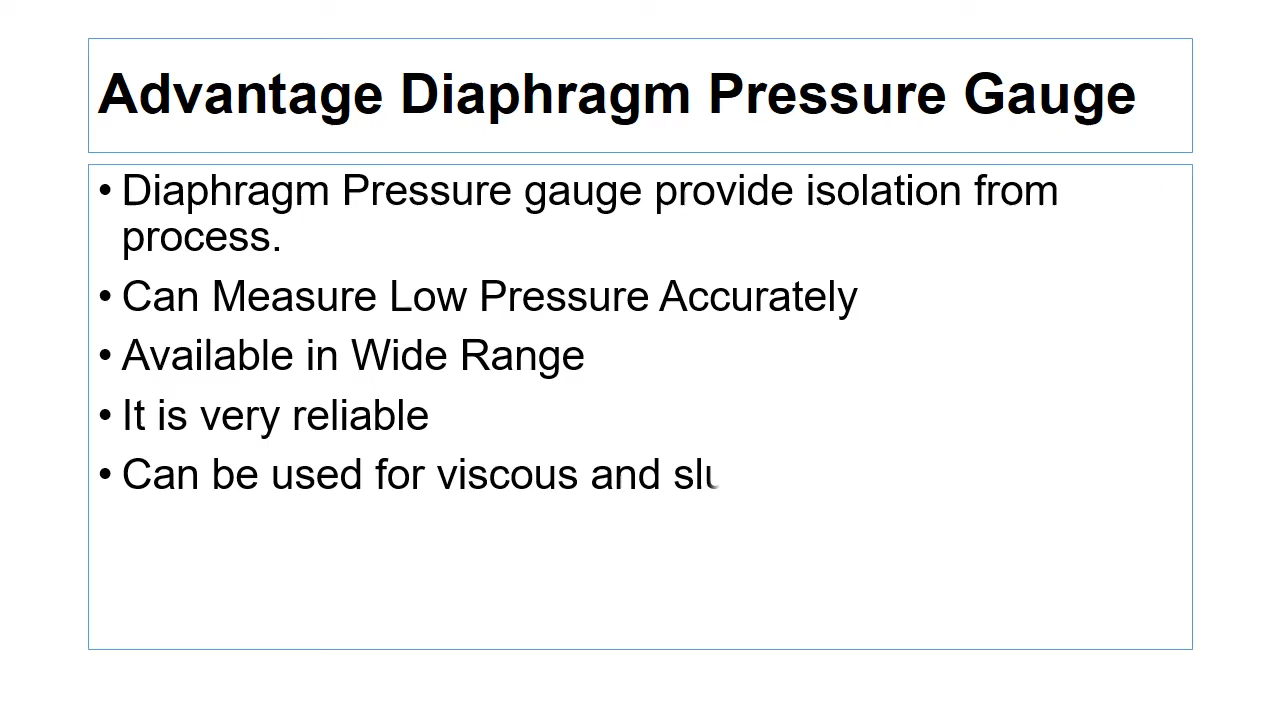 Advantage Diaphragm Pressure Gauge
• Diaphragm Pressure gauge provide isolation from
process.
• Can Measure Low Pressure Accurately
• Available in Wide Range
• It is very reliable
• Can be used for viscous and